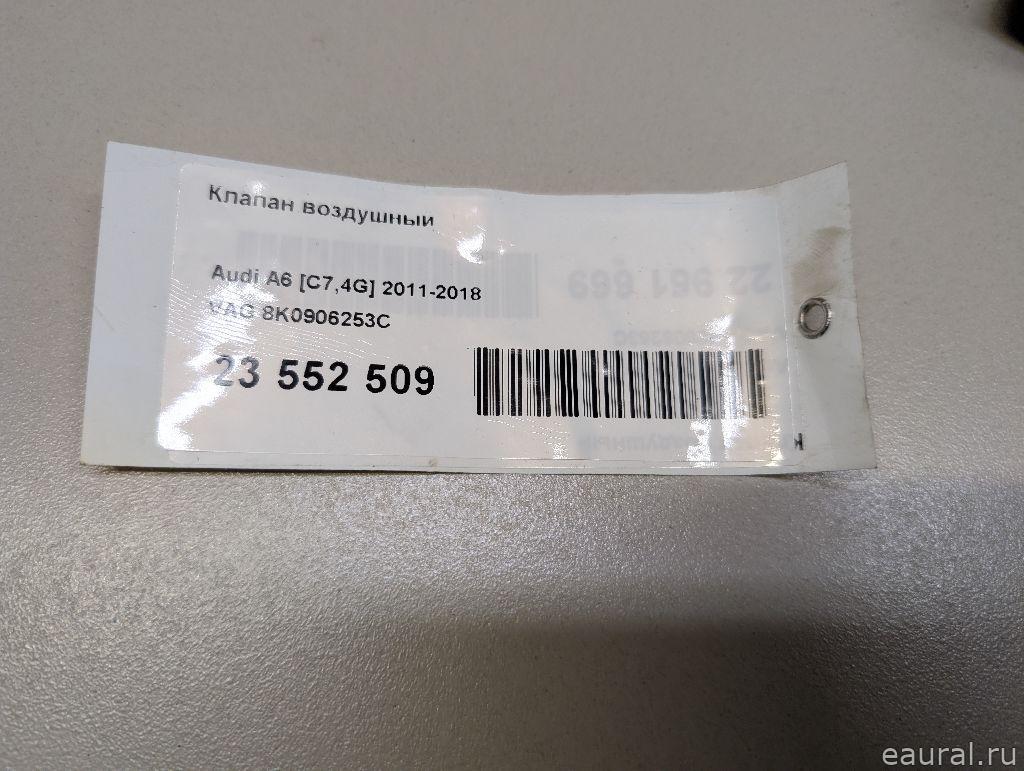 Клапан воздушный
Audi A6 [C7,4G] 2011-2018
VAG 8K0906253C
23 552 509
22 961 669
eaural.ru